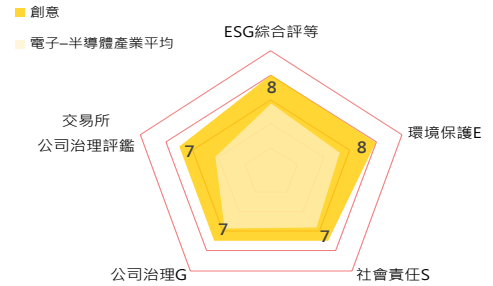 創意
電子–半導體產業平均
ESG綜合評等
8
環境保護E
8
交易所
公司治理評鑑
7
7
7
公司治理G
社會責任S